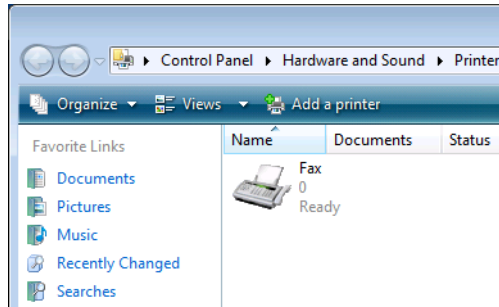 Control Panel Hardware and Sound Printer
Organize Views Add a printer
Favorite Links
Documents
Pictures
Music
Recently Changed
Searches
Name Documents Status
Fax
0
Ready